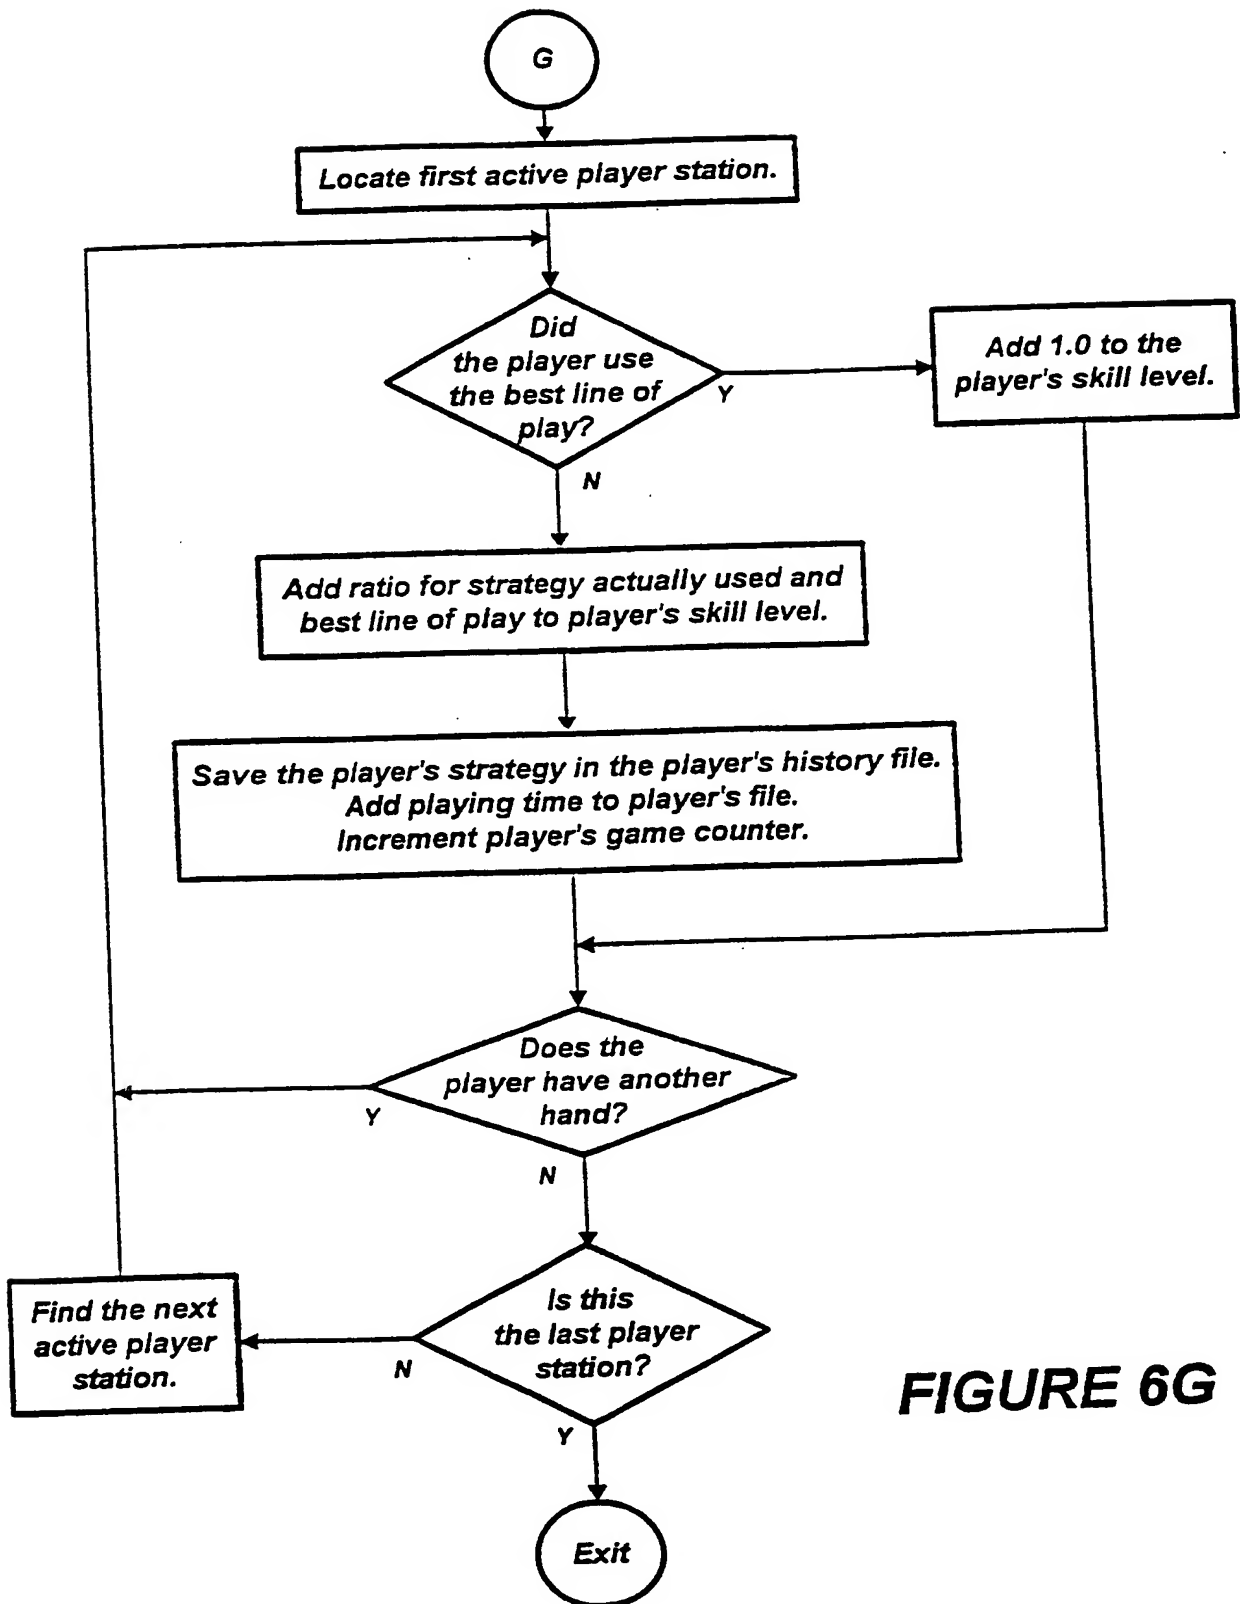 G
Locate first active player station.
Did
the player use
the best line of
play?
Y
Add 1.0 to the
player's skill level.
N
Add ratio for strategy actually used and
best line of play to player's skill level.
Save the player's strategy in the player's history file.
Add playing time to player's file.
Increment player's game counter.
Does the
player have another
hand?
Y
N
Is this
the last player
station?
N
Find the next
active player
station.
Y
FIGURE 6G
Exit